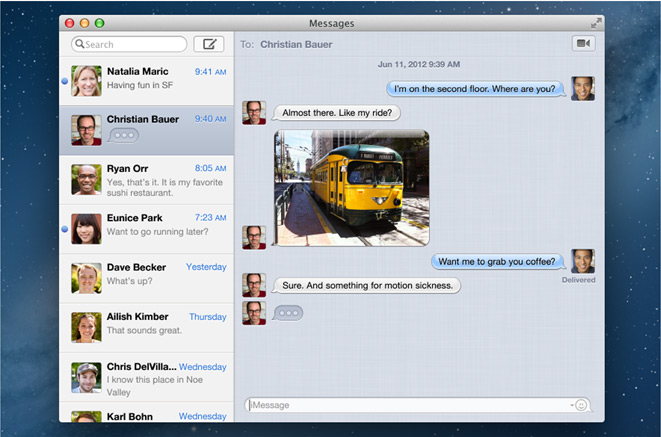 Messages
Search
Natalia Maric 9:41 AM
Having fun in SF
Christian Bauer 9:40 AM
Ryan Orr 8:05 AM
Yes, that's it. It is my favorite
sushi restaurant.
Eunice Park 7:23 AM
Want to go running later?
Dave Becker Yesterday
What's up?
Ailish Kimber Thursday
That sounds great.
Chris DelVilla... Wednesday
I know this place in Noe
Valley
Karl Bohn Wednesday
To: Christian Bauer
Jun 11, 2012 9:39 AM
I'm on the second floor. Where are you?
Almost there. Like my ride?
Want me to grab you coffee?
Delivered
Sure. And something for motion sickness.
iMessage